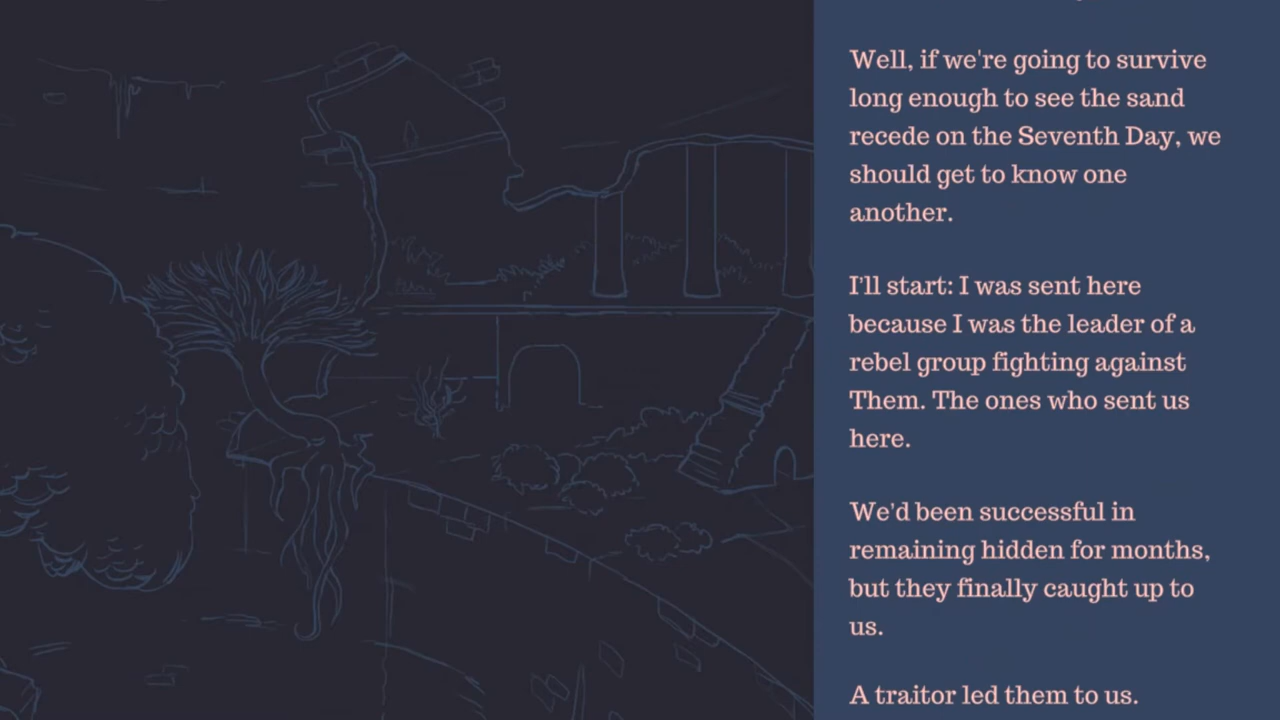 Well, if we're going to survive
long enough to see the sand
recede on the Seventh Day, we
should get to know one
another.
I'll start: I was sent here
because I was the leader of a
rebel group fighting against
Them. The ones who sent us
here.
We'd been successful in
remaining hidden for months,
but they finally caught up to
us.
A traitor led them to us.